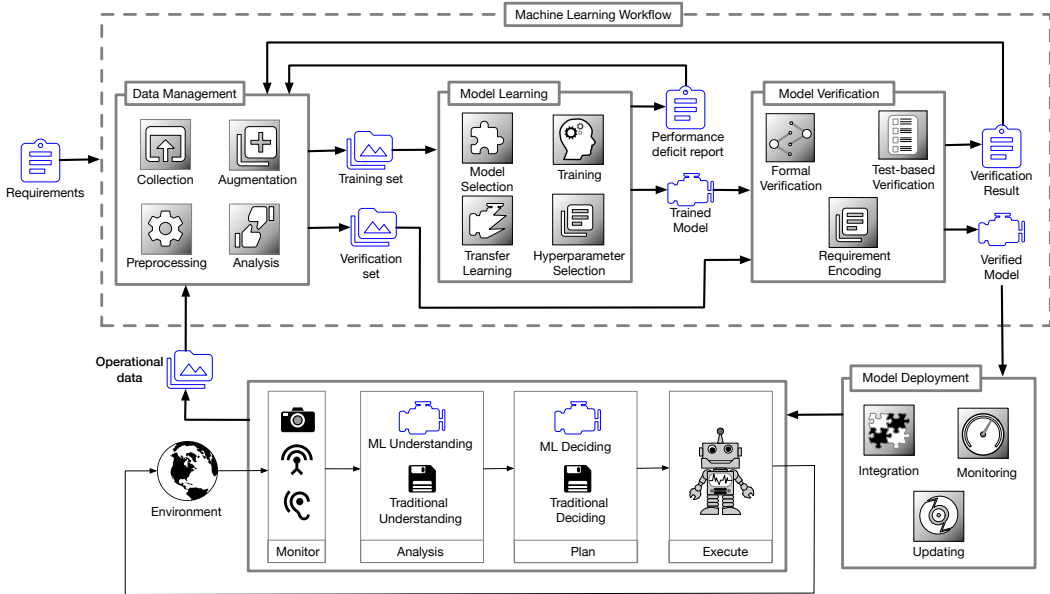 Machine Learning Workflow
Data Management
Model Learning
Model Verification
Requirements
Collection
Augmentation
Preprocessing
Analysis
Training set
Verification
set
Model
Selection
Training
Transfer
Learning
Hyperparameter
Selection
Performance
deficit report
Trained
Model
Formal
Verification
Test-based
Verification
Requirement
Encoding
Verification
Result
Verified
Model
Operational
data
Environment
Monitor
ML Understanding
Traditional
Understanding
Analysis
ML Deciding
Traditional
Deciding
Plan
Execute
Model Deployment
Integration
Monitoring
Updating